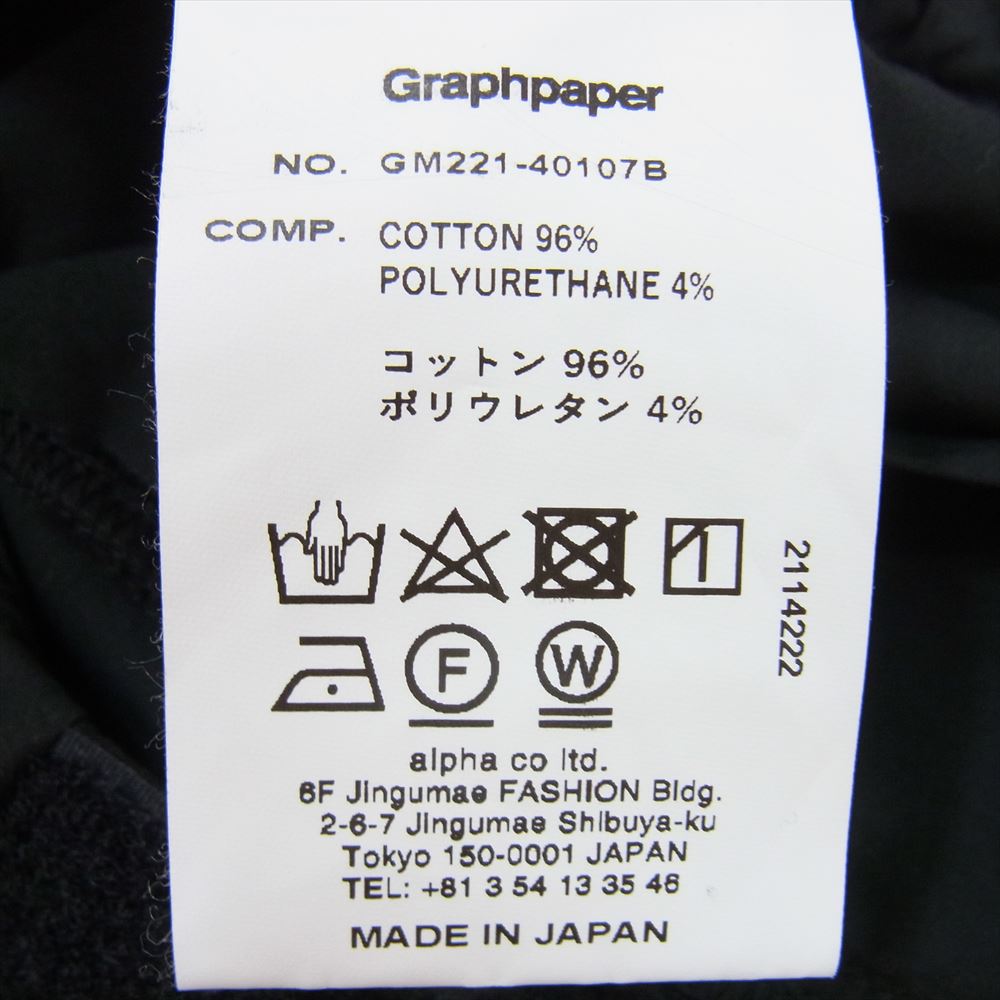 Graphpaper
NO. GM221-40107B
COMP. COTTON 96%
POLYURETHANE 4%
コットン 96%
ポリウレタン 4%
2114222
F
W
alpha co ltd.
6F Jingumae FASHION Bldg.
2-6-7 Jingumae Shibuya-ku
Tokyo 150-0001 JAPAN
TEL: +81 3 54 13 35 46
MADE IN JAPAN